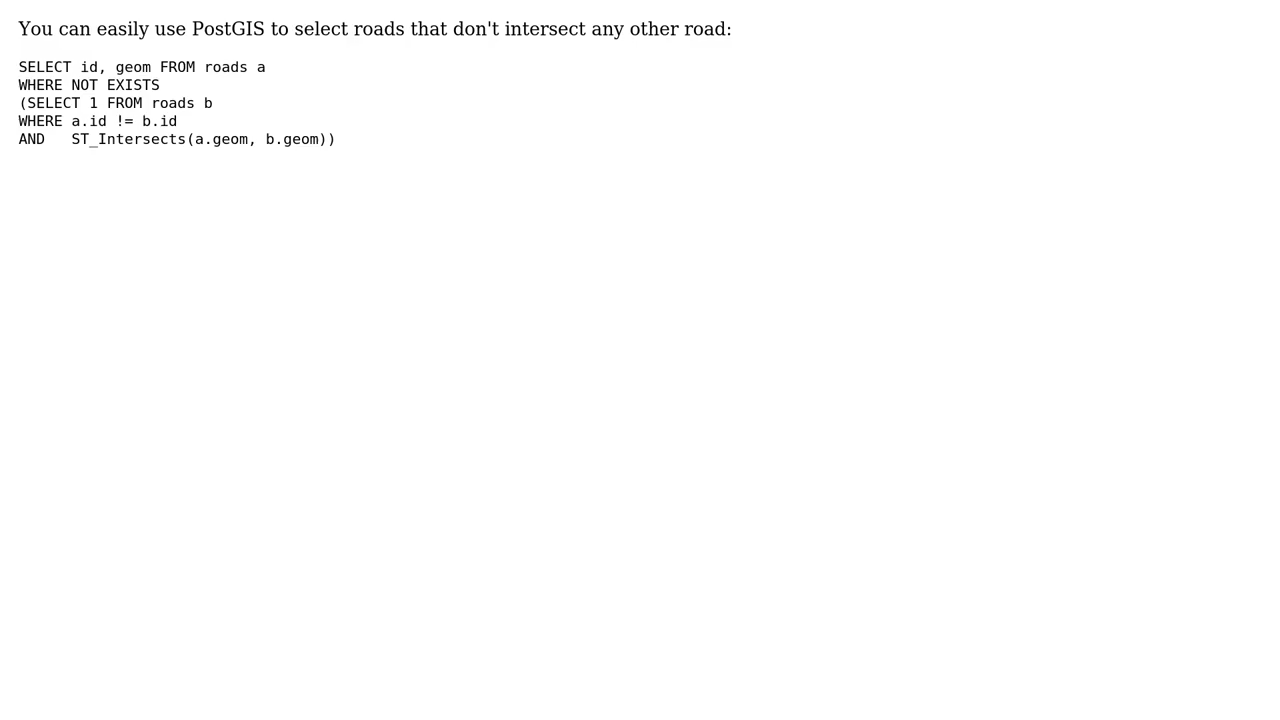 You can easily use PostGIS to select roads that don't intersect any other road:
SELECT id, geom FROM roads a
WHERE NOT EXISTS
(SELECT 1 FROM roads b
WHERE a.id != b.id
AND   ST_Intersects(a.geom, b.geom))